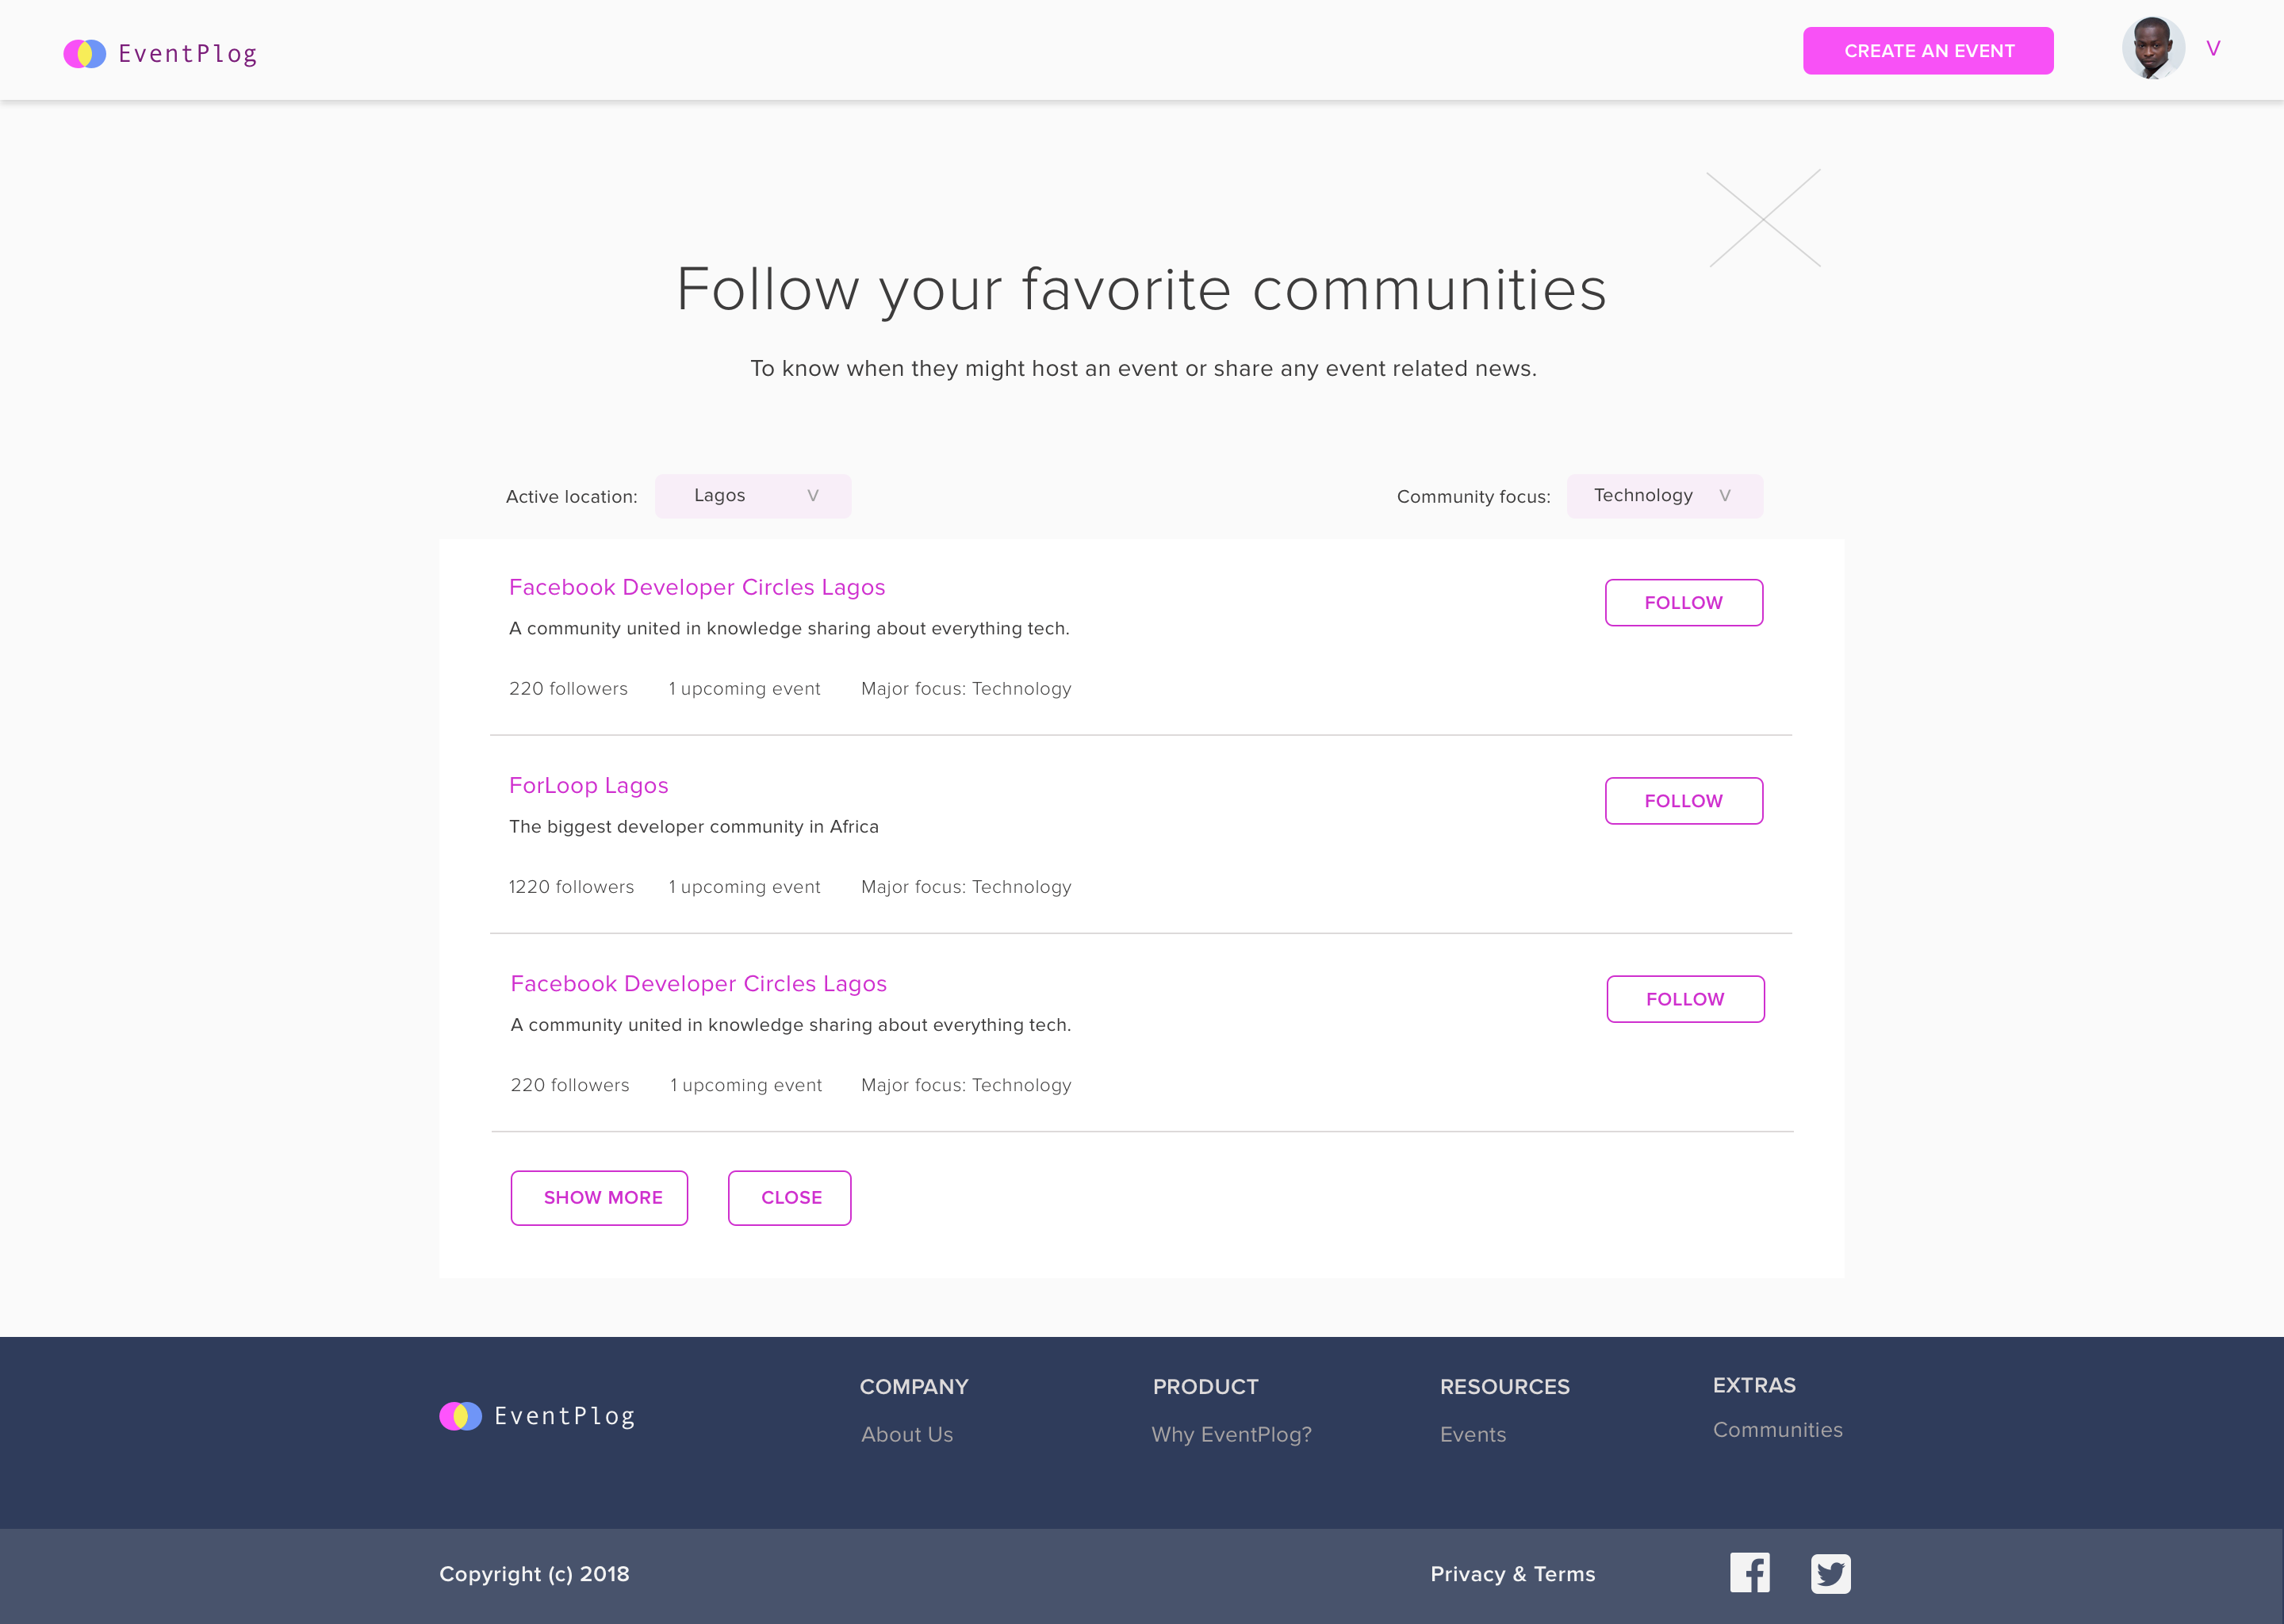 EventPlog
CREATE AN EVENT
V
Follow your favorite communities
To know when they might host an event or share any event related news.
Active location: Lagos V
Community focus: Technology V
Facebook Developer Circles Lagos
FOLLOW
A community united in knowledge sharing about everything tech.
220 followers 1 upcoming event Major focus: Technology
ForLoop Lagos
FOLLOW
The biggest developer community in Africa
1220 followers 1 upcoming event Major focus: Technology
Facebook Developer Circles Lagos
FOLLOW
A community united in knowledge sharing about everything tech.
220 followers 1 upcoming event Major focus: Technology
SHOW MORE CLOSE
EventPlog
COMPANY
About Us
PRODUCT
Why EventPlog?
RESOURCES
Events
EXTRAS
Communities
Copyright (c) 2018
Privacy & Terms